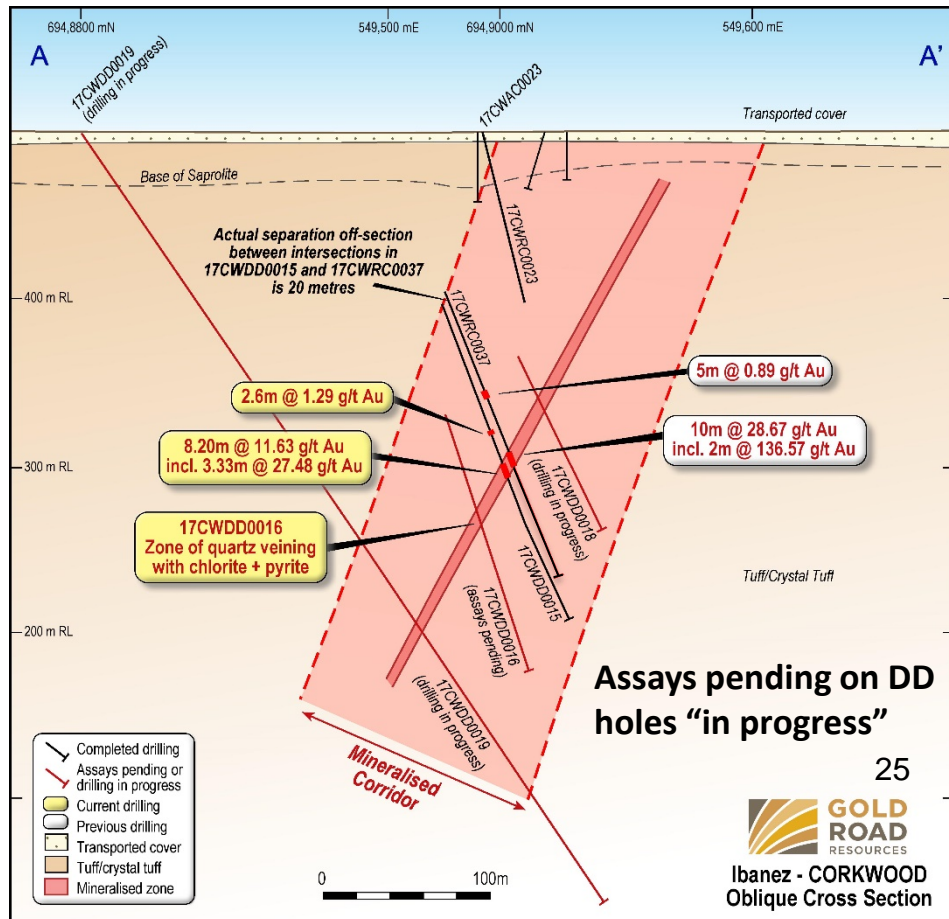 694,8800 mN
549,500 mE
694,9000 mN
549,600 mE
A
A'
17CWDD0019
(drilling in progress)
17CWAC0023
Transported cover
Base of Saprolite
Actual separation off-section
between intersections in
17CWDD0015 and 17CWRC0037
is 20 metres
17CWRC0023
400 m RL
17CWRC0037
5m @ 0.89 g/t Au
2.6m @ 1.29 g/t Au
10m @ 28.67 g/t Au
incl. 2m @ 136.57 g/t Au
8.20m @ 11.63 g/t Au
incl. 3.33m @ 27.48 g/t Au
300 m RL
17CWDD0018
(drilling in progress)
17CWDD0016
Zone of quartz veining
with chlorite + pyrite
17CWDD0015
Tuff/Crystal Tuff
200 m RL
17CWDD0016
(assays pending)
17CWDD0019
(drilling in progress)
Assays pending on DD
holes “in progress”
Mineralised
Corridor
25
Completed drilling
Assays pending or
drilling in progress
Current drilling
Previous drilling
Transported cover
Tuff/crystal tuff
Mineralised zone
0
100m
GOLD
ROAD
RESOURCES
Ibanez - CORKWOOD
Oblique Cross Section